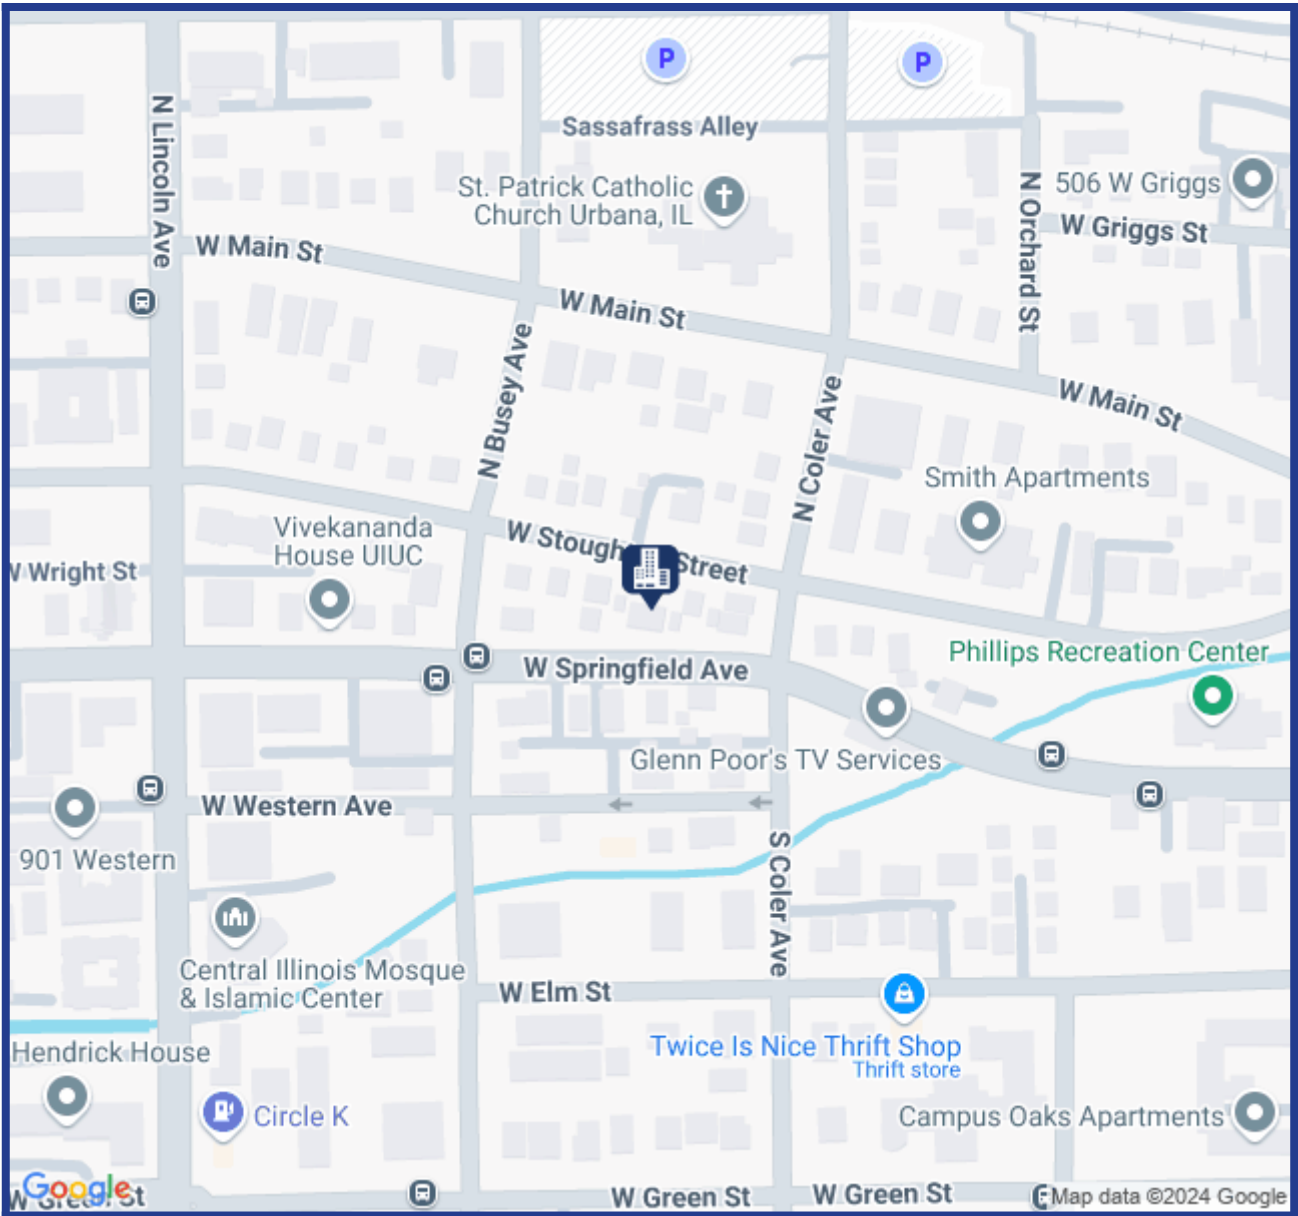 P
P
Sassafrass Alley
N Lincoln Ave
St. Patrick Catholic
Church Urbana, IL
N Orchard St
506 W Griggs
W Griggs St
W Main St
W Main St
N Busey Ave
N Coler Ave
W Main St
Smith Apartments
Vivekananda
House UIUC
W Stough
Street
W Wright St
Phillips Recreation Center
W Springfield Ave
Glenn Poor's TV Services
W Western Ave
901 Western
S Coler Ave
Central Illinois Mosque
& Islamic Center
W Elm St
Hendrick House
Twice Is Nice Thrift Shop
Thrift store
Circle K
Campus Oaks Apartments
Google
W Green St
W Green St
W Green St
Map data ©2024 Google